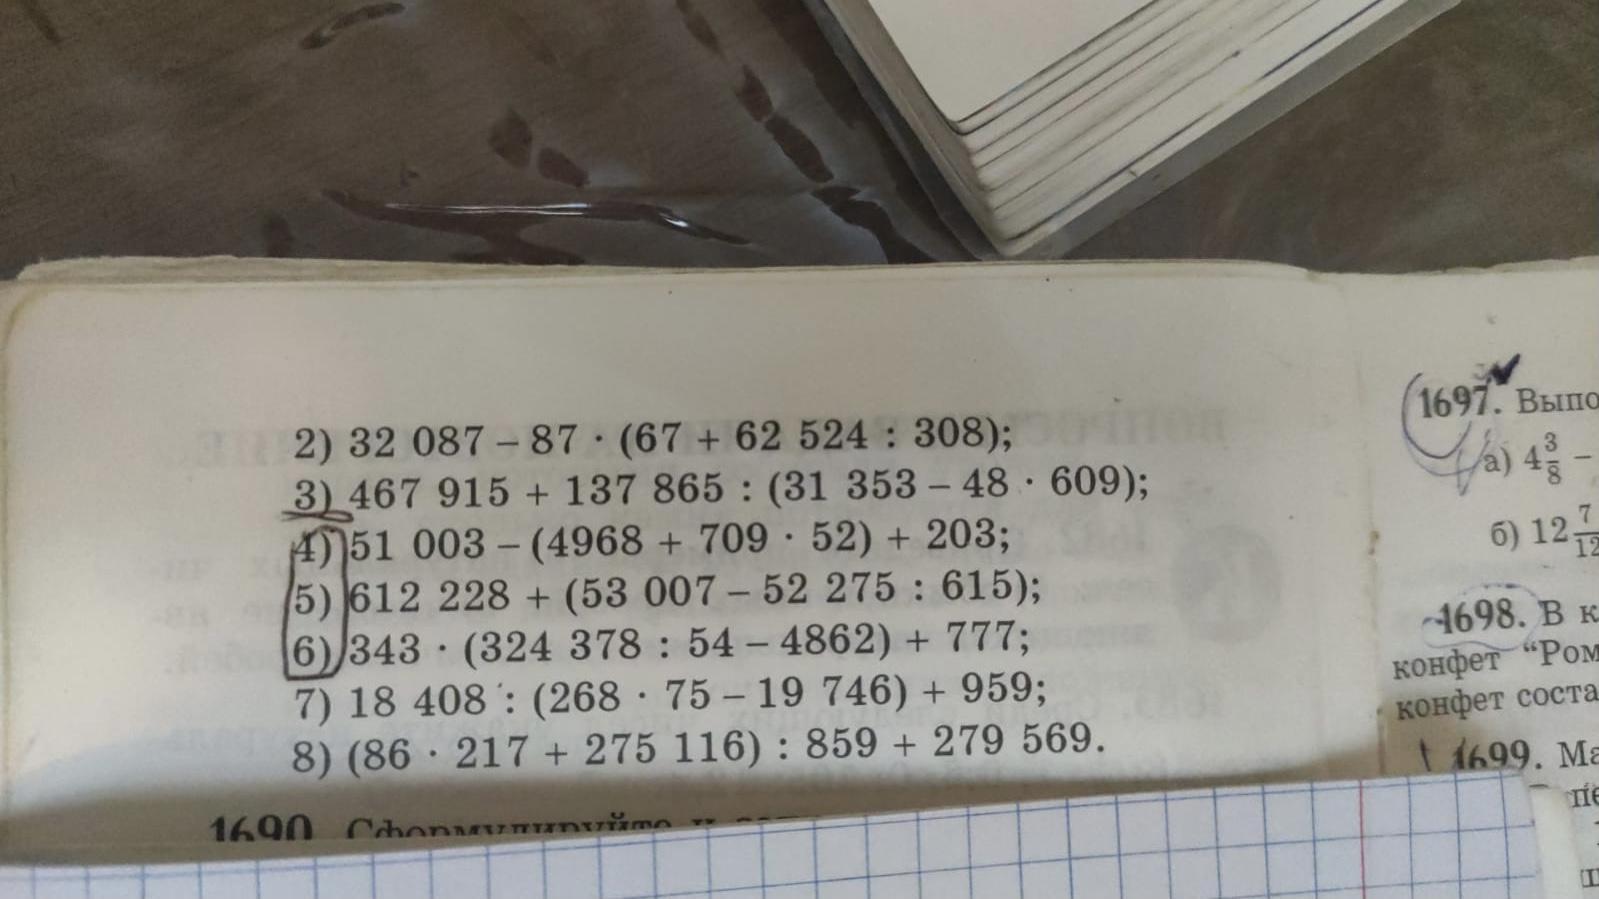 2) 32 087 – 87 · (67 + 62 524 : 308);
3) 467 915 + 137 865 : (31 353 – 48 · 609);
4) 51 003 – (4968 + 709 · 52) + 203;
5) 612 228 + (53 007 – 52 275 : 615);
6) 343 · (324 378 : 54 – 4862) + 777;
7) 18 408 : (268 · 75 – 19 746) + 959;
8) (86 · 217 + 275 116) : 859 + 279 569.
1690 Сформулируйте и
1697. Выпо
а) 4 3/8 –
б) 12 7/12
1698. В к
конфет “Ром
конфет соста
1699. Ма